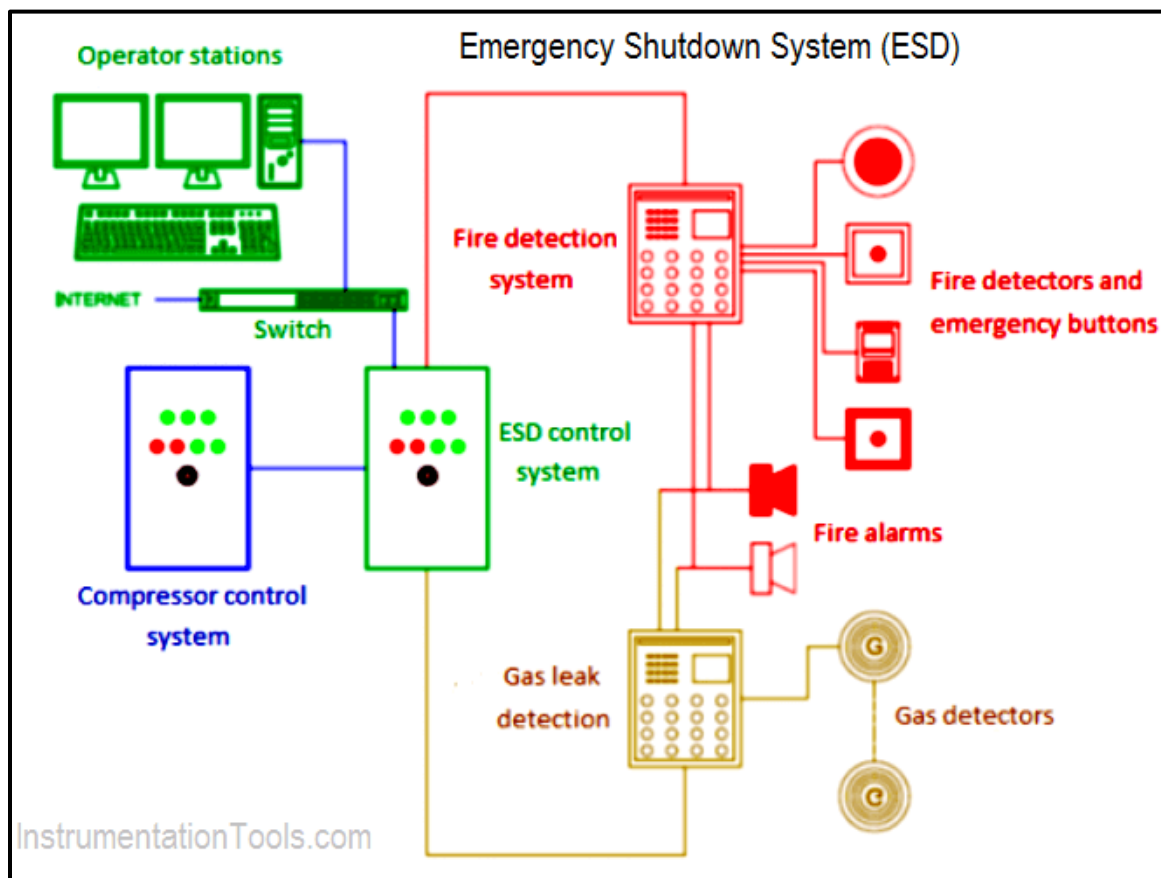 Emergency Shutdown System (ESD)
Operator stations
Fire detection
system
Fire detectors and
emergency buttons
INTERNET
Switch
ESD control
system
Compressor control
system
Fire alarms
Gas leak
detection
G
Gas detectors
G
InstrumentationTools.com